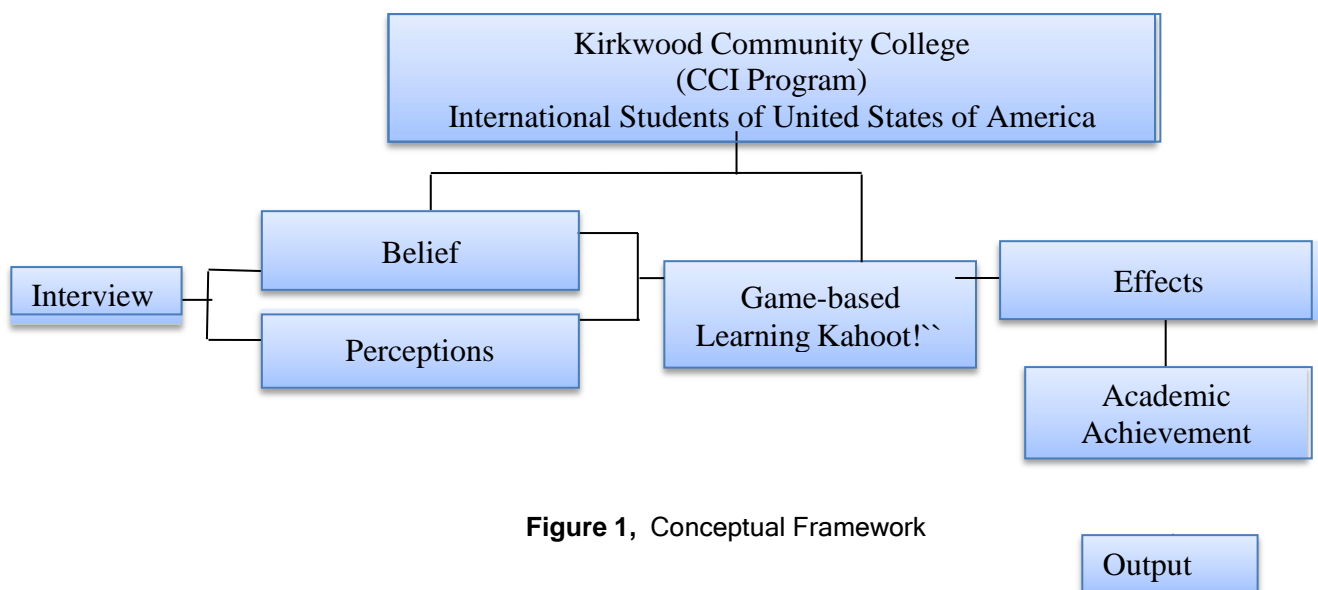 Kirkwood Community College
(CCI Program)
International Students of United States of America
Belief
Interview
Perceptions
Game-based
Learning Kahoot!``
Effects
Academic
Achievement
Figure 1, Conceptual Framework
Output